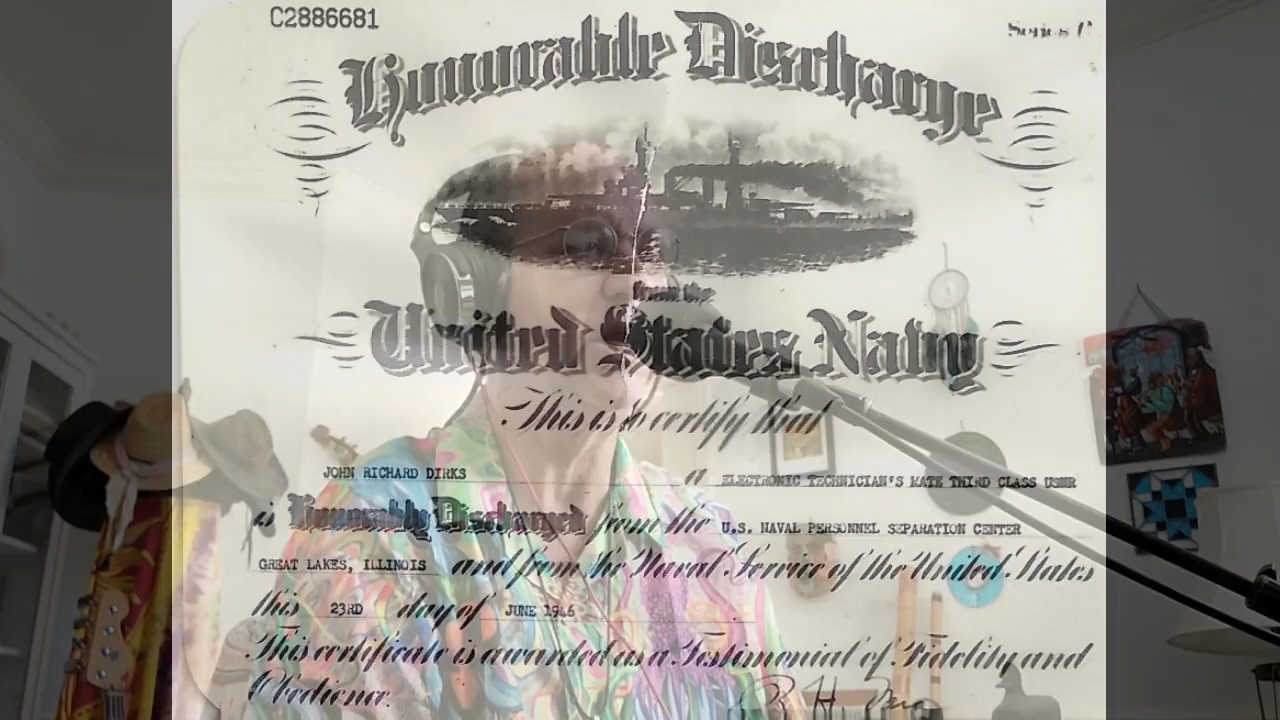 C2886681
Series C
Honorable Discharge
from the
United States Navy
This is to certify that
JOHN RICHARD DIRKS a ELECTRONIC TECHNICIAN'S MATE THIRD CLASS USNR
is Honorably Discharged from the U.S. NAVAL PERSONNEL SEPARATION CENTER
GREAT LAKES, ILLINOIS and from the Naval Service of the United States
this 23RD day of JUNE 1946
This certificate is awarded as a Testimonial of Fidelity and
Obedience.